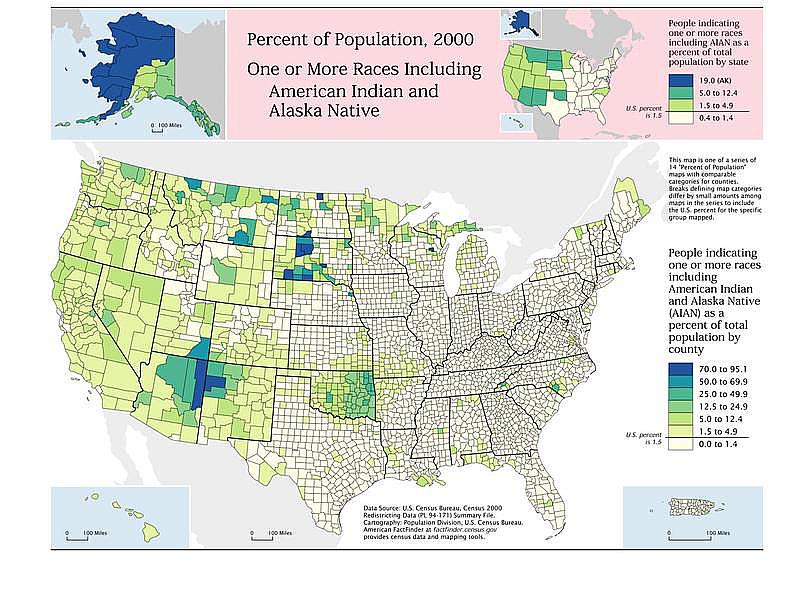 Percent of Population, 2000
One or More Races Including
American Indian and
Alaska Native
0 100 Miles
People indicating
one or more races
including AIAN as a
percent of total
population by state
19.0 (AK)
5.0 to 12.4
1.5 to 4.9
0.4 to 1.4
U.S. percent
is 1.5
This map is one of a series of
14 "Percent of Population"
maps with comparable
categories for counties.
Breaks defining map categories
differ by small amounts among
maps in the series to include
the U.S. percent for the specific
group mapped.
People indicating
one or more races
including
American Indian
and Alaska Native
(AIAN) as a
percent of total
population by
county
70.0 to 95.1
50.0 to 69.9
25.0 to 49.9
12.5 to 24.9
5.0 to 12.4
1.5 to 4.9
0.0 to 1.4
U.S. percent
is 1.5
Data Source: U.S. Census Bureau, Census 2000
Redistricting Data (PL 94-171) Summary File.
Cartography: Population Division, U.S. Census Bureau.
American FactFinder at factfinder.census.gov
provides census data and mapping tools.
0 100 Miles
0 100 Miles
0 100 Miles